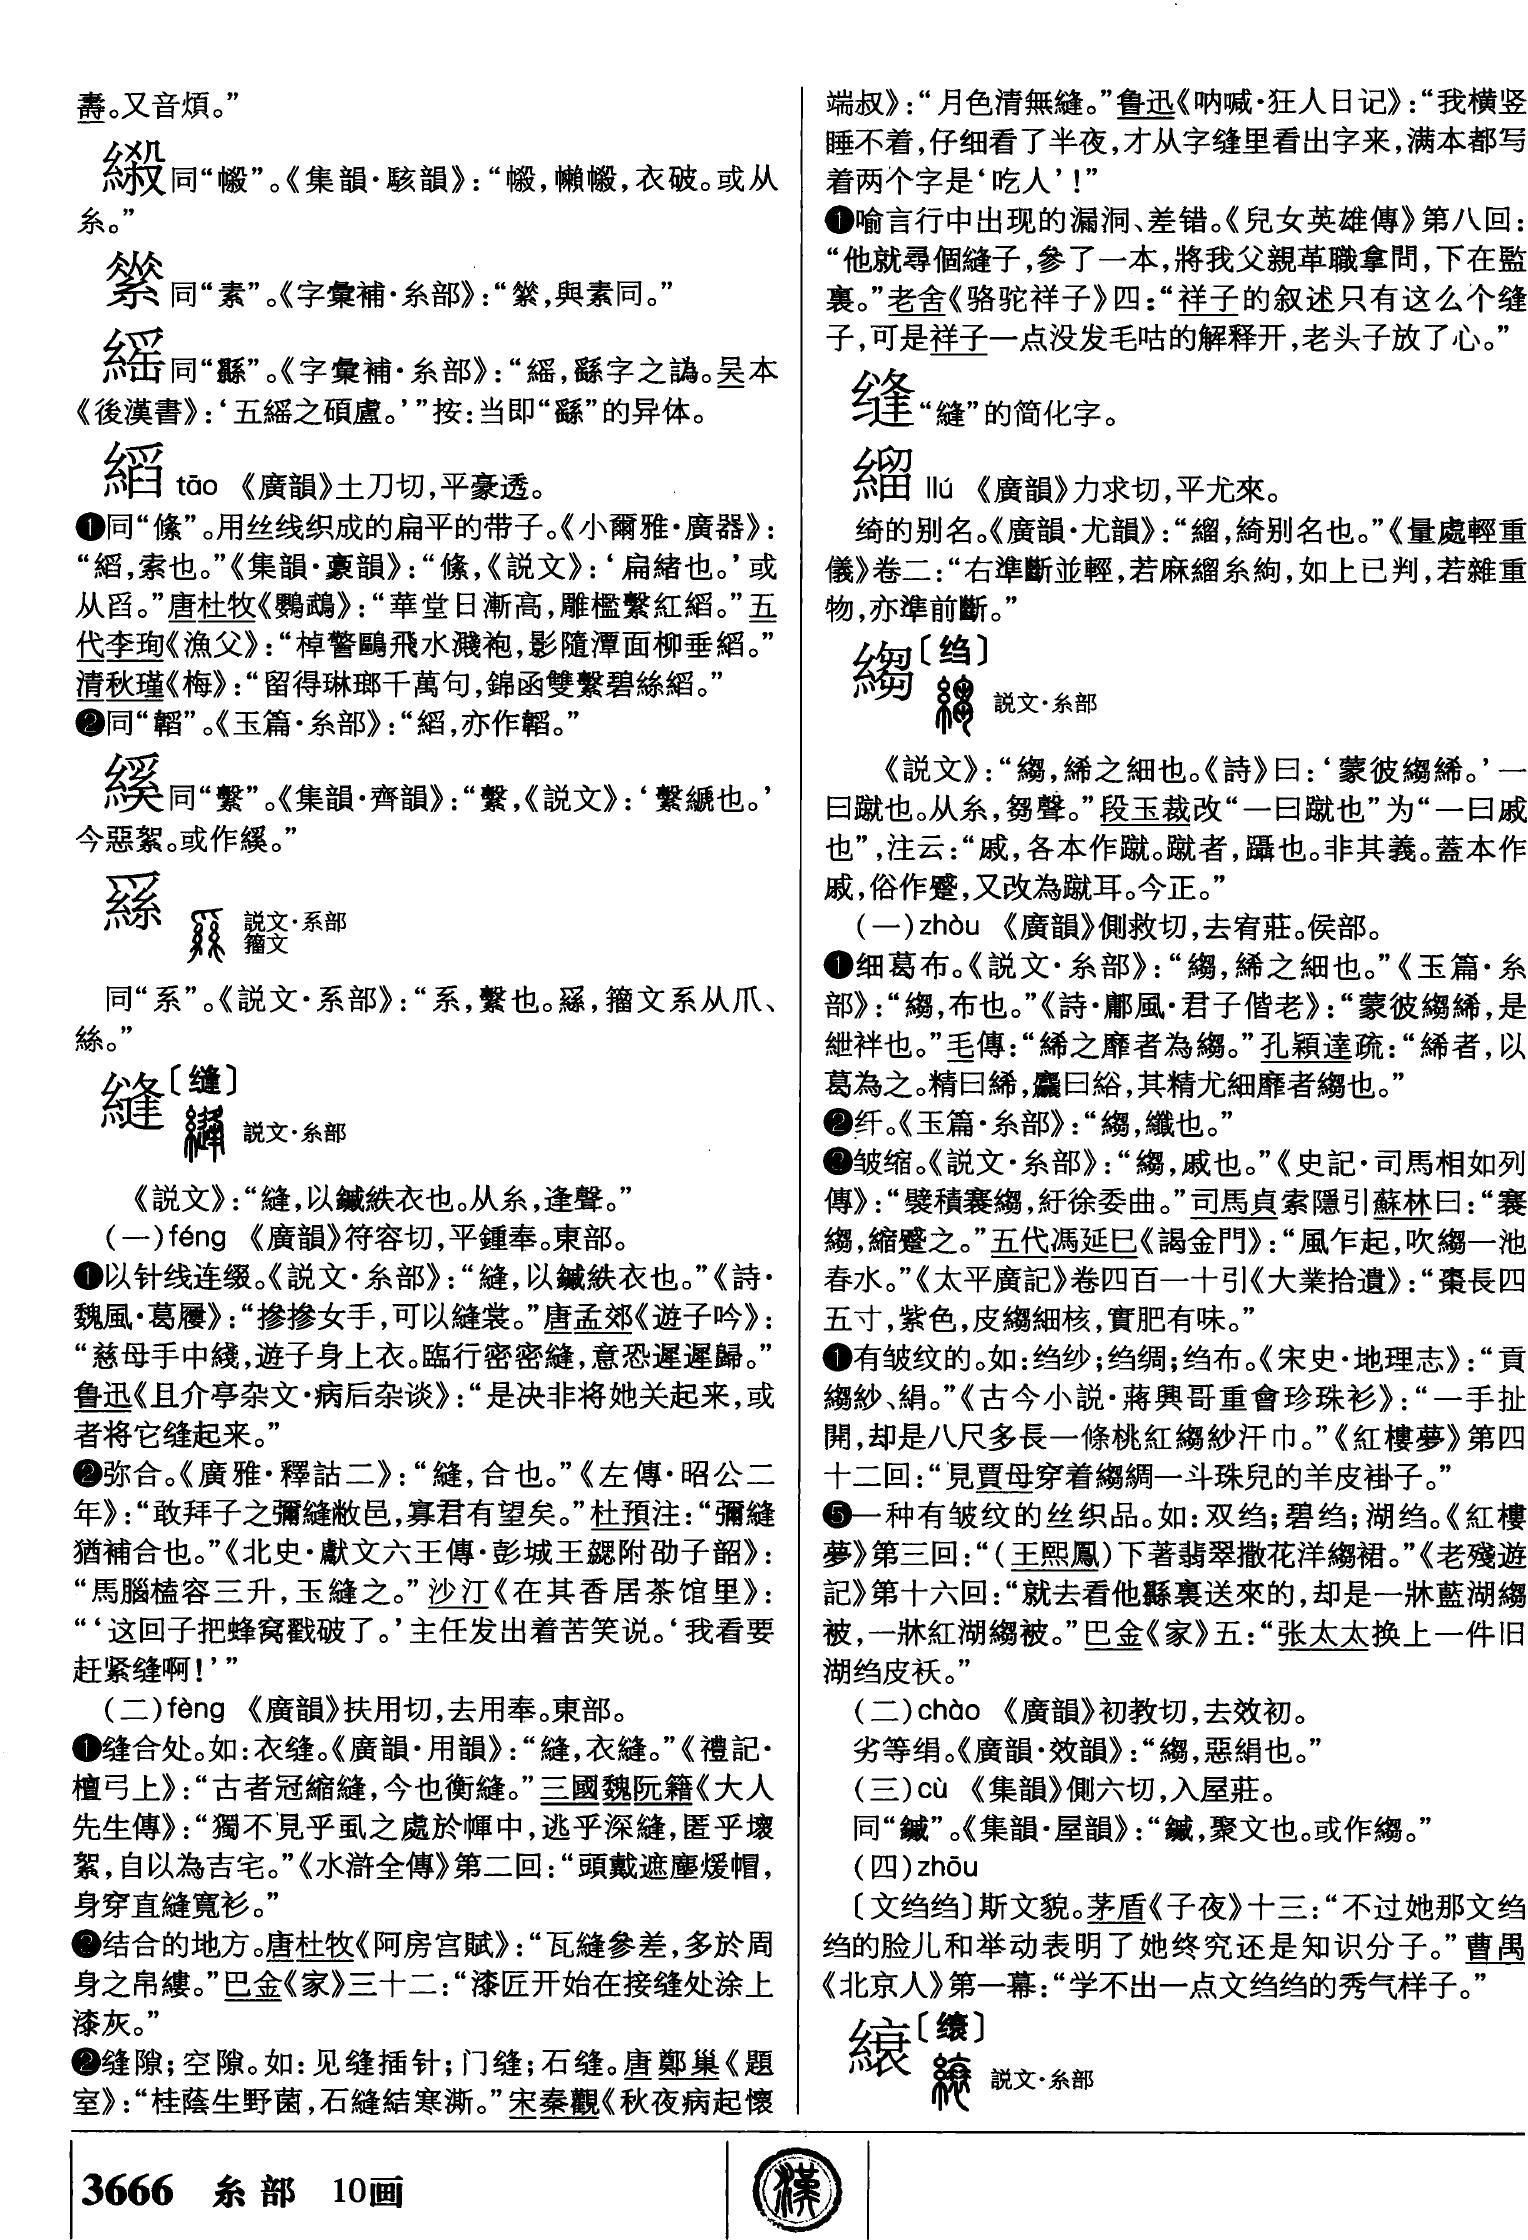 壽。又音煩。”
同“𢄎”。《集韻·駭韻》：“𢄎，㡐𢄎，衣破。或从
糸。”
同“素”。《字彙補·糸部》：“䋤，與素同。”
䌛 同“繇”。《字彙補·糸部》：“䌛，繇字之譌。吴本
《後漢書》：‘五䌛之碩慮。’”按：当即“繇”的异体。
縚 tāo 《廣韻》土刀切，平豪透。
❶同“絛”。用丝线织成的扁平的带子。《小爾雅·廣器》：
“縚，索也。”《集韻·豪韻》：“絛，《説文》：‘扁緒也。’或
从舀。”唐杜牧《鸚鵡》：“華堂日漸高，雕檻繫紅縚。”五
代李珣《漁父》：“棹警鷗飛水濺袍，影隨潭面柳垂縚。”
清秋瑾《梅》：“留得琳瑯千萬句，錦函雙繫碧絲縚。”
❷同“韜”。《玉篇·糸部》：“縚，亦作韜。”
縘 同“繫”。《集韻·齊韻》：“繫，《説文》：‘繫𦃇也。’
今惡絮。或作縘。”
説文·系部
籀文
同“系”。《説文·系部》：“系，繫也。𦃟，籀文系从爪、
絲。”
縫〔缝〕
説文·糸部
《説文》：“縫，以鍼紩衣也。从糸，逢聲。”
（一）féng 《廣韻》符容切，平鍾奉。東部。
❶以针线连缀。《説文·糸部》：“縫，以鍼紩衣也。”《詩·
魏風·葛屨》：“摻摻女手，可以縫裳。”唐孟郊《遊子吟》：
“慈母手中綫，遊子身上衣。臨行密密縫，意恐遲遲歸。”
鲁迅《且介亭杂文·病后杂谈》：“是决非将她关起来，或
者将它缝起来。”
❷弥合。《廣雅·釋詁二》：“縫，合也。”《左傳·昭公二
年》：“敢拜子之彌縫敝邑，寡君有望矣。”杜預注：“彌縫
猶補合也。”《北史·獻文六王傳·彭城王勰附劭子韶》：
“馬腦榼容三升，玉縫之。”沙汀《在其香居茶馆里》：
“‘这回子把蜂窝戳破了。’主任发出着苦笑说。‘我看要
赶紧缝啊！’”
（二）fèng 《廣韻》扶用切，去用奉。東部。
❶缝合处。如：衣缝。《廣韻·用韻》：“縫，衣縫。”《禮記·
檀弓上》：“古者冠縮縫，今也衡縫。”三國魏阮籍《大人
先生傳》：“獨不見乎虱之處於幝中，逃乎深縫，匿乎壞
絮，自以為吉宅。”《水滸全傳》第二回：“頭戴遮塵煖帽，
身穿直縫寬衫。”
❷结合的地方。唐杜牧《阿房宫賦》：“瓦縫參差，多於周
身之帛縷。”巴金《家》三十二：“漆匠开始在接缝处涂上
漆灰。”
❷缝隙；空隙。如：见缝插针；门缝；石缝。唐鄭巢《題
室》：“桂蔭生野菌，石縫結寒澌。”宋秦觀《秋夜病起懷
端叔》：“月色清無縫。”鲁迅《呐喊·狂人日记》：“我横竖
睡不着，仔细看了半夜，才从字缝里看出字来，满本都写
着两个字是‘吃人’！”
❶喻言行中出现的漏洞、差错。《兒女英雄傳》第八回：
“他就尋個縫子，參了一本，將我父親革職拿問，下在監
裏。”老舍《骆驼祥子》四：“祥子的叙述只有这么个缝
子，可是祥子一点没发毛咕的解释开，老头子放了心。”
缝 “縫”的简化字。
䌁 liú 《廣韻》力求切，平尤來。
绮的别名。《廣韻·尤韻》：“䌁，綺别名也。”《量處輕重
儀》卷二：“右準斷並輕，若麻䌁糸絇，如上已判，若雜重
物，亦準前斷。”
縐〔绉〕
説文·糸部
《説文》：“縐，絺之細也。《詩》曰：‘蒙彼縐絺。’一
曰蹴也。从糸，芻聲。”段玉裁改“一曰蹴也”为“一曰戚
也”，注云：“戚，各本作蹴。蹴者，躡也。非其義。蓋本作
戚，俗作蹙，又改為蹴耳。今正。”
（一）zhòu 《廣韻》側救切，去宥莊。侯部。
❶细葛布。《説文·糸部》：“縐，絺之細也。”《玉篇·糸
部》：“縐，布也。”《詩·鄘風·君子偕老》：“蒙彼縐絺，是
紲袢也。”毛傳：“絺之靡者為縐。”孔穎達疏：“絺者，以
葛為之。精曰絺，麤曰綌，其精尤細靡者縐也。”
❷纤。《玉篇·糸部》：“縐，纖也。”
❸皱缩。《説文·糸部》：“縐，戚也。”《史記·司馬相如列
傳》：“襞積褰縐，紆徐委曲。”司馬貞索隱引蘇林曰：“褰
縐，縮蹙之。”五代馮延巳《謁金門》：“風乍起，吹縐一池
春水。”《太平廣記》卷四百一十引《大業拾遺》：“棗長四
五寸，紫色，皮縐細核，實肥有味。”
❶有皱纹的。如：绉纱；绉绸；绉布。《宋史·地理志》：“貢
縐紗、絹。”《古今小説·蔣興哥重會珍珠衫》：“一手扯
開，却是八尺多長一條桃紅縐紗汗巾。”《紅樓夢》第四
十二回：“見賈母穿着縐綢一斗珠兒的羊皮褂子。”
❺一种有皱纹的丝织品。如：双绉；碧绉；湖绉。《紅樓
夢》第三回：“（王熙鳳）下著翡翠撒花洋縐裙。”《老殘遊
記》第十六回：“就去看他縣裏送來的，却是一牀藍湖縐
被，一牀紅湖縐被。”巴金《家》五：“张太太换上一件旧
湖绉皮袄。”
（二）chào 《廣韻》初教切，去效初。
劣等绢。《廣韻·效韻》：“縐，惡絹也。”
（三）cù 《集韻》側六切，入屋莊。
同“䋰”。《集韻·屋韻》：“䋰，聚文也。或作縐。”
（四）zhōu
〔文绉绉〕斯文貌。茅盾《子夜》十三：“不过她那文绉
绉的脸儿和举动表明了她终究还是知识分子。”曹禺
《北京人》第一幕：“学不出一点文绉绉的秀气样子。”
縗〔缞〕
説文·糸部
3666 糸部 10画
漢